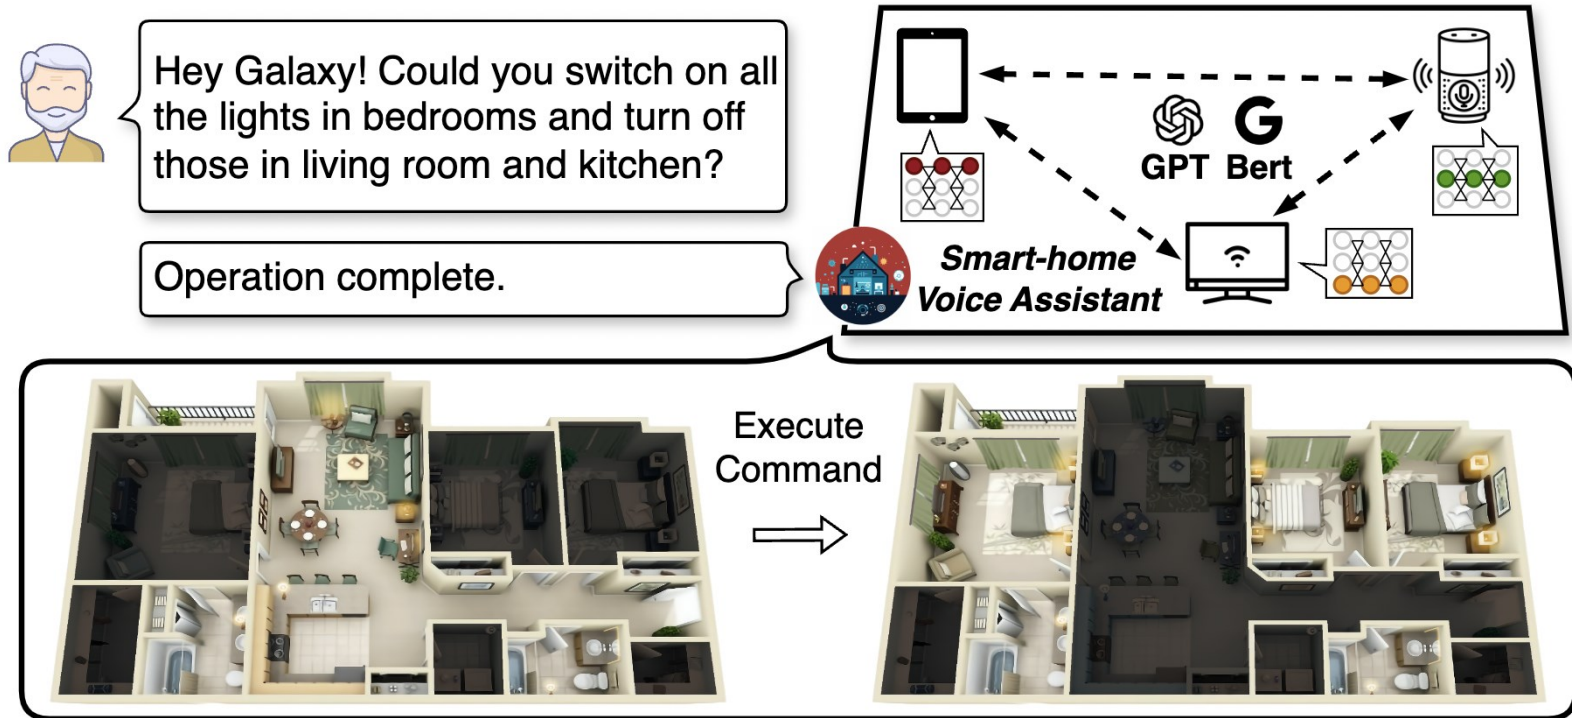 Hey Galaxy! Could you switch on all
the lights in bedrooms and turn off
those in living room and kitchen?
Operation complete.
GPT Bert
Smart-home
Voice Assistant
Execute
Command